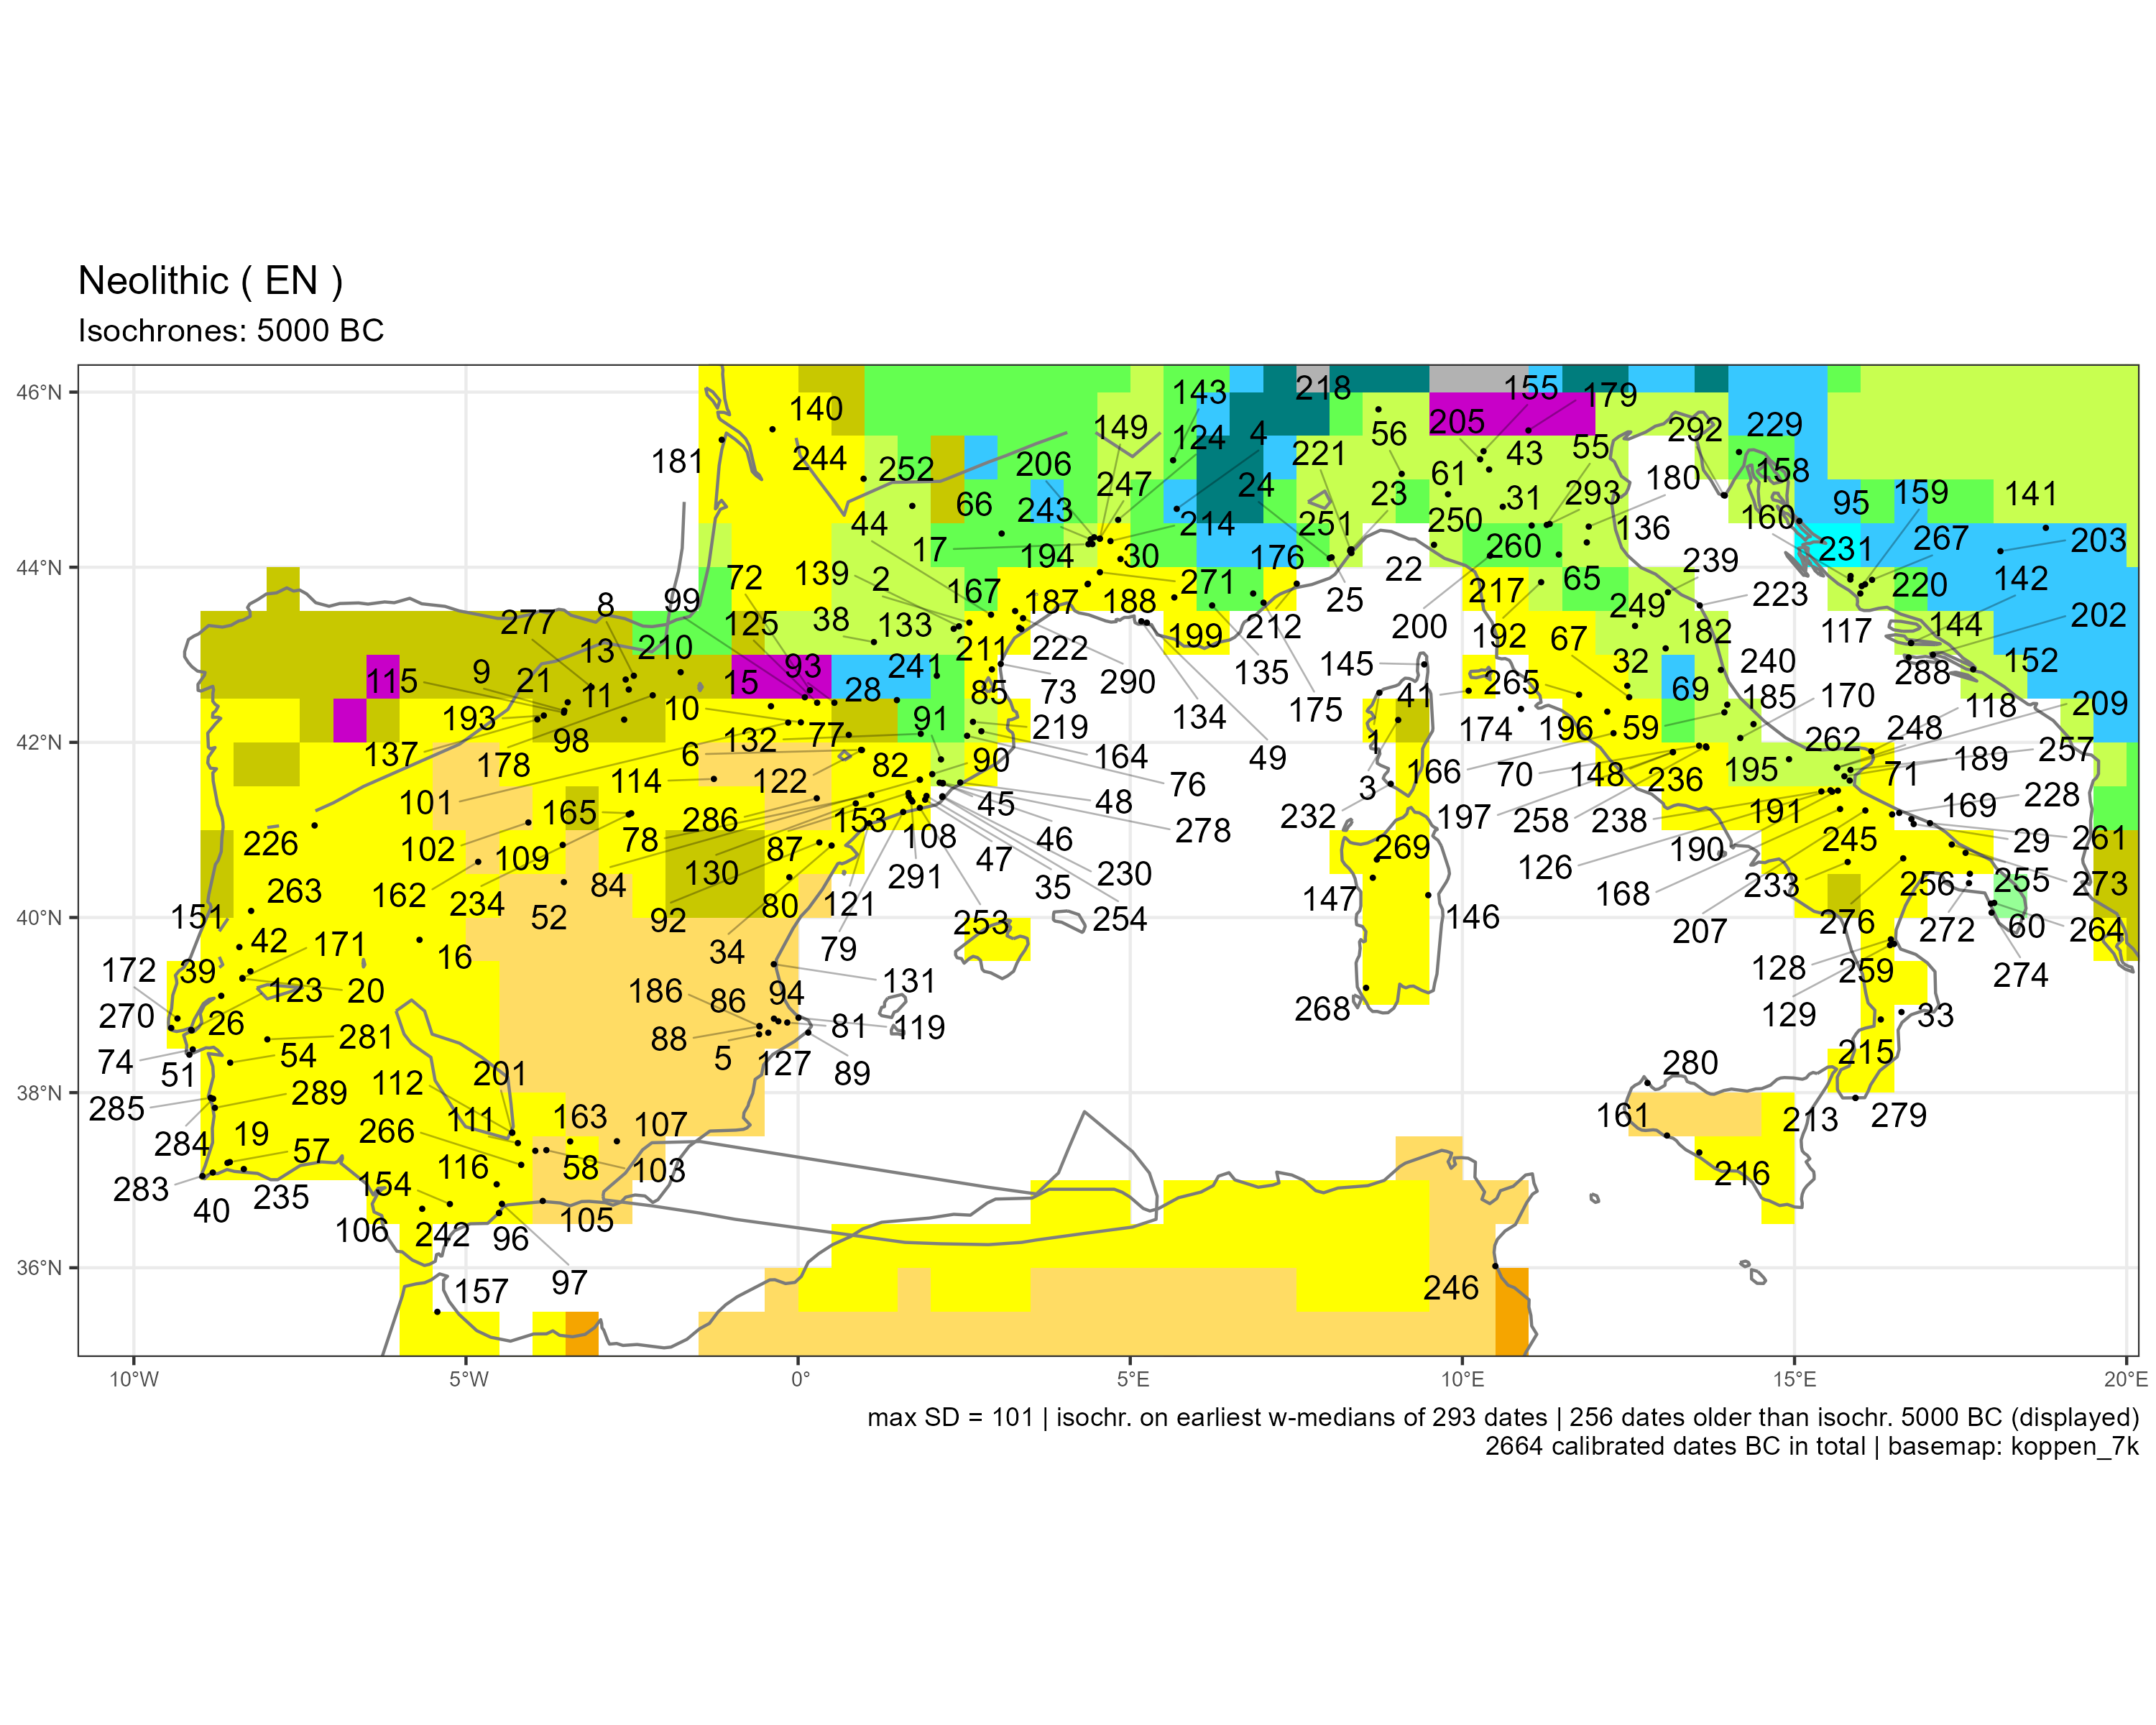 Neolithic ( EN )
Isochrones: 5000 BC
46°N
44°N
42°N
40°N
38°N
36°N
10°W 5°W 0° 5°E 10°E 15°E 20°E
140 143 218 155 179
181 244 252 149 124 4 56 205 43 55 292 229
206 247 221 61 180 158
66 243 24 23 31 293 95 159 141
44 214 251 250 136 160
17 194 30 176 22 260 231 267 203
72 139 2 167 271 25 217 65 239 220 142
8 99 187 188 249 223
277 125 38 133 199 212 200 192 67 182 117 144 202
13 210 211 222 135 145 32 240 288 152
115 9 21 93 15 28 241 85 73 290 175 41 265 69 185 170 118 209
193 11 10 91 219 134 1 174 196 59 262 248
137 98 6 132 77 164 49 189 257
178 114 122 82 90 76 3 166 70 148 236 195 71
101 165 286 153 45 48 232 197 258 238 191 169 228
226 102 109 78 108 46 278 269 190 245 29 261
263 162 234 84 130 87 291 47 230 126 168 233 256 255 273
151 52 92 80 121 35 254 147 146 207 276 272 60 264
42 171 16 34 79 253 128 259 274
172 39 123 20 186 86 94 131
270 26 281 88 81 119 268 129 33
74 51 54 201 5 127 89 280 215
285 289 112 163 107 161 213 279
284 19 57 266 111 116 58 103 216
283 40 235 154 105
106 242 96
157 97 246
max SD = 101 | isochr. on earliest w-medians of 293 dates | 256 dates older than isochr. 5000 BC (displayed)
2664 calibrated dates BC in total | basemap: koppen_7k